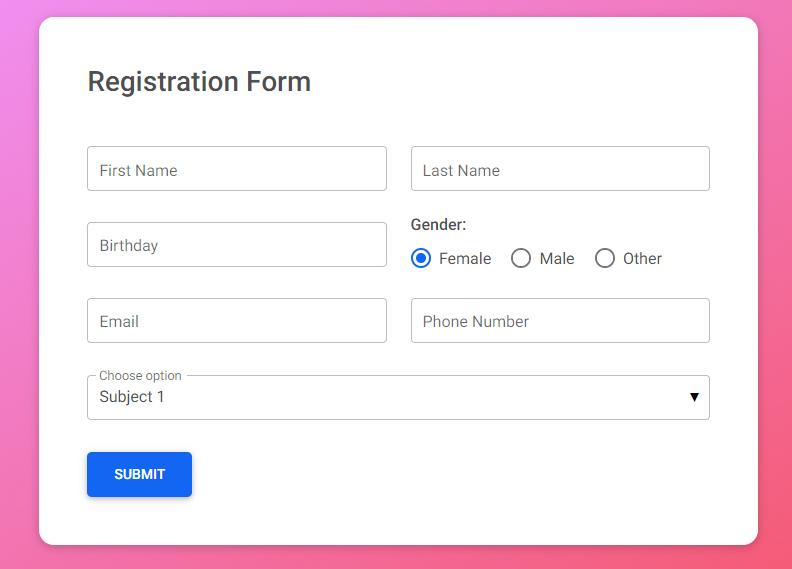 Registration Form
First Name
Last Name
Birthday
Gender:
Female
Male
Other
Email
Phone Number
Choose option
Subject 1
SUBMIT